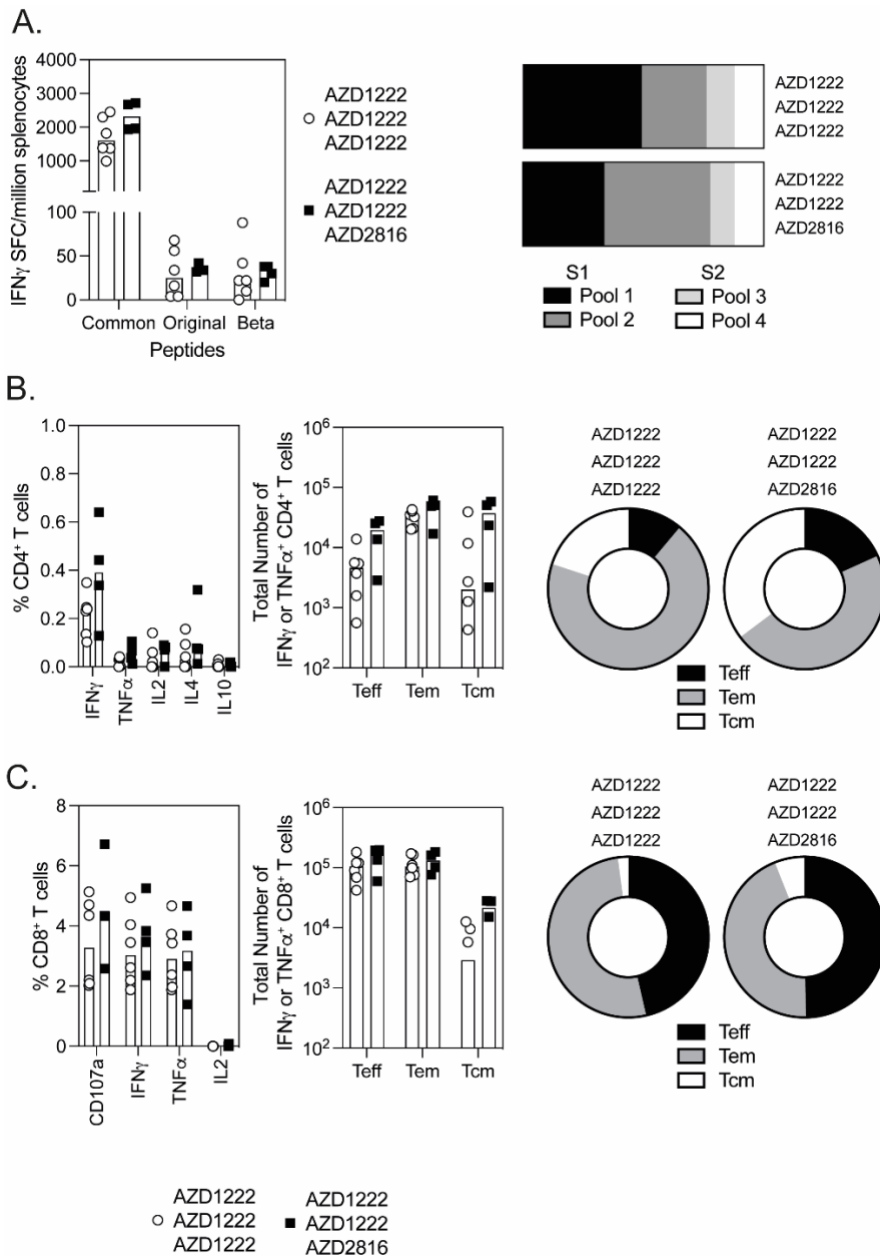 A.
IFNγ SFC/million splenocytes
4000
3000
2000
1000
100
50
0
Common Original Beta
Peptides
AZD1222
AZD1222
AZD1222
AZD1222
AZD1222
AZD2816
AZD1222
AZD1222
AZD1222
AZD1222
AZD1222
AZD2816
S1 S2
Pool 1 Pool 3
Pool 2 Pool 4
B.
% CD4⁺ T cells
1.0
0.8
0.6
0.4
0.2
0.0
IFNγ
TNFα
IL2
IL4
IL10
Total Number of
IFNγ or TNFα⁺ CD4⁺ T cells
10⁶
10⁵
10⁴
10³
10²
Teff Tem Tcm
AZD1222
AZD1222
AZD1222
AZD1222
AZD1222
AZD2816
Teff
Tem
Tcm
C.
% CD8⁺ T cells
8
6
4
2
0
CD107a
IFNγ
TNFα
IL2
Total Number of
IFNγ or TNFα⁺ CD8⁺ T cells
10⁶
10⁵
10⁴
10³
10²
Teff Tem Tcm
AZD1222
AZD1222
AZD1222
AZD1222
AZD1222
AZD2816
Teff
Tem
Tcm
AZD1222
AZD1222
AZD1222
AZD1222
AZD1222
AZD2816